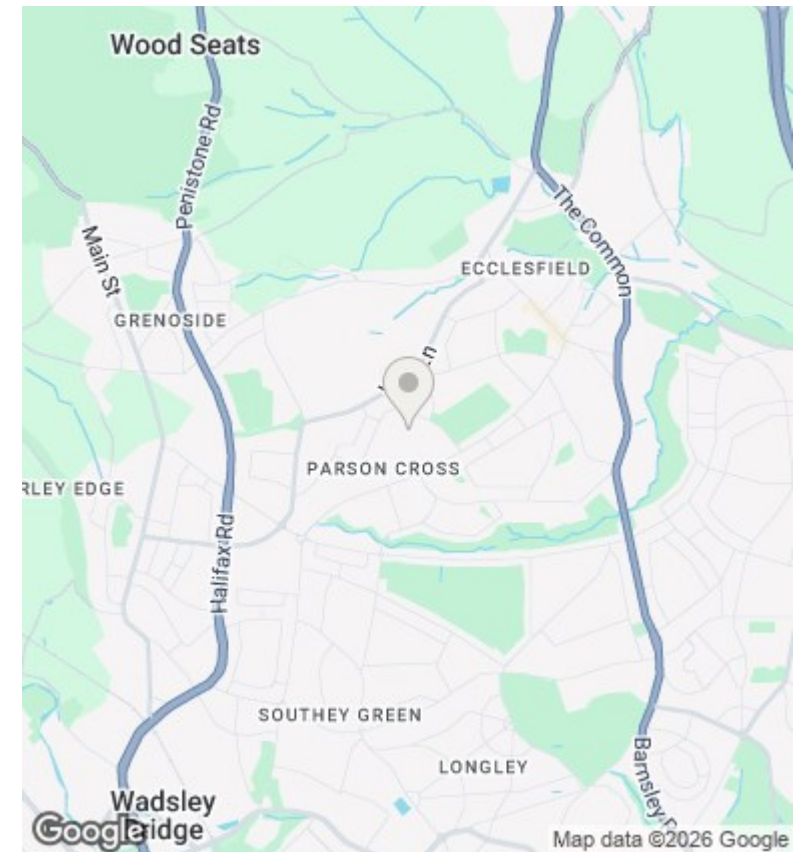 Wood Seats
Penistone Rd
The Common
Main St
ECCLESFIELD
GRENOSIDE
PARSON CROSS
RLEY EDGE
Halifax Rd
SOUTHEY GREEN
LONGLEY
Barnsley
Wadsley
Bridge
Google
Map data ©2026 Google